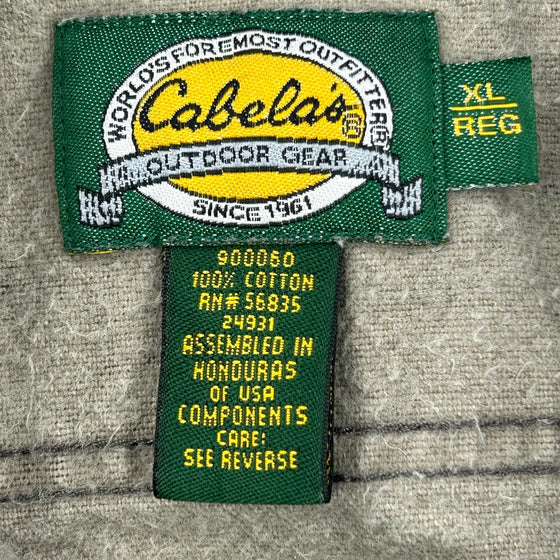 WORLD'S FOREMOST OUTFITTER®
Cabela's®
OUTDOOR GEAR
SINCE 1961
XL
REG
900060
100% COTTON
RN# 56835
24931
ASSEMBLED IN
HONDURAS
OF USA
COMPONENTS
CARE:
SEE REVERSE